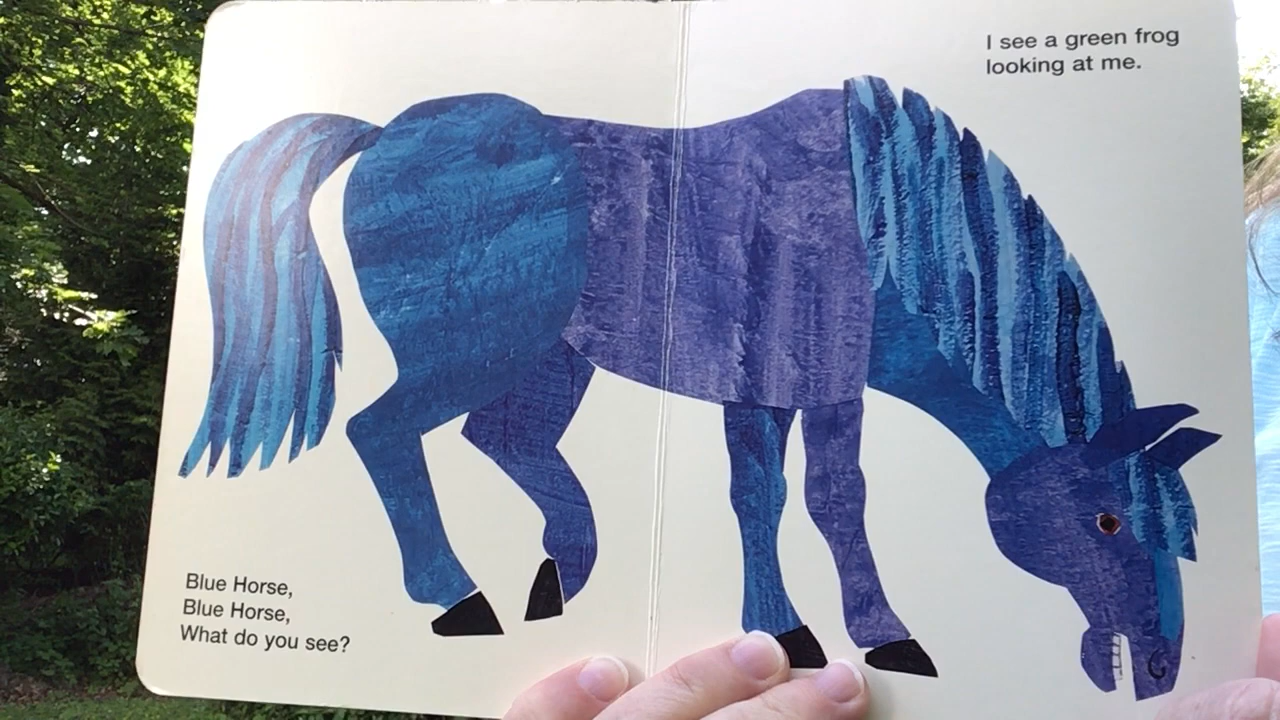 Blue Horse,
Blue Horse,
What do you see?
I see a green frog
looking at me.